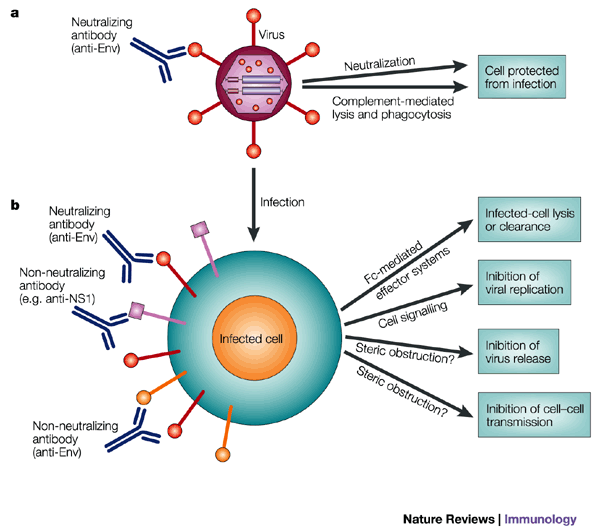 a
Neutralizing
antibody
(anti-Env)
Virus
Neutralization
Complement-mediated
lysis and phagocytosis
Cell protected
from infection
Infection
b
Neutralizing
antibody
(anti-Env)
Non-neutralizing
antibody
(e.g. anti-NS1)
Non-neutralizing
antibody
(anti-Env)
Infected cell
Fc-mediated
effector systems
Cell signalling
Steric obstruction?
Steric obstruction?
Infected-cell lysis
or clearance
Inibition of
viral replication
Inibition of
virus release
Inibition of cell–cell
transmission
Nature Reviews | Immunology